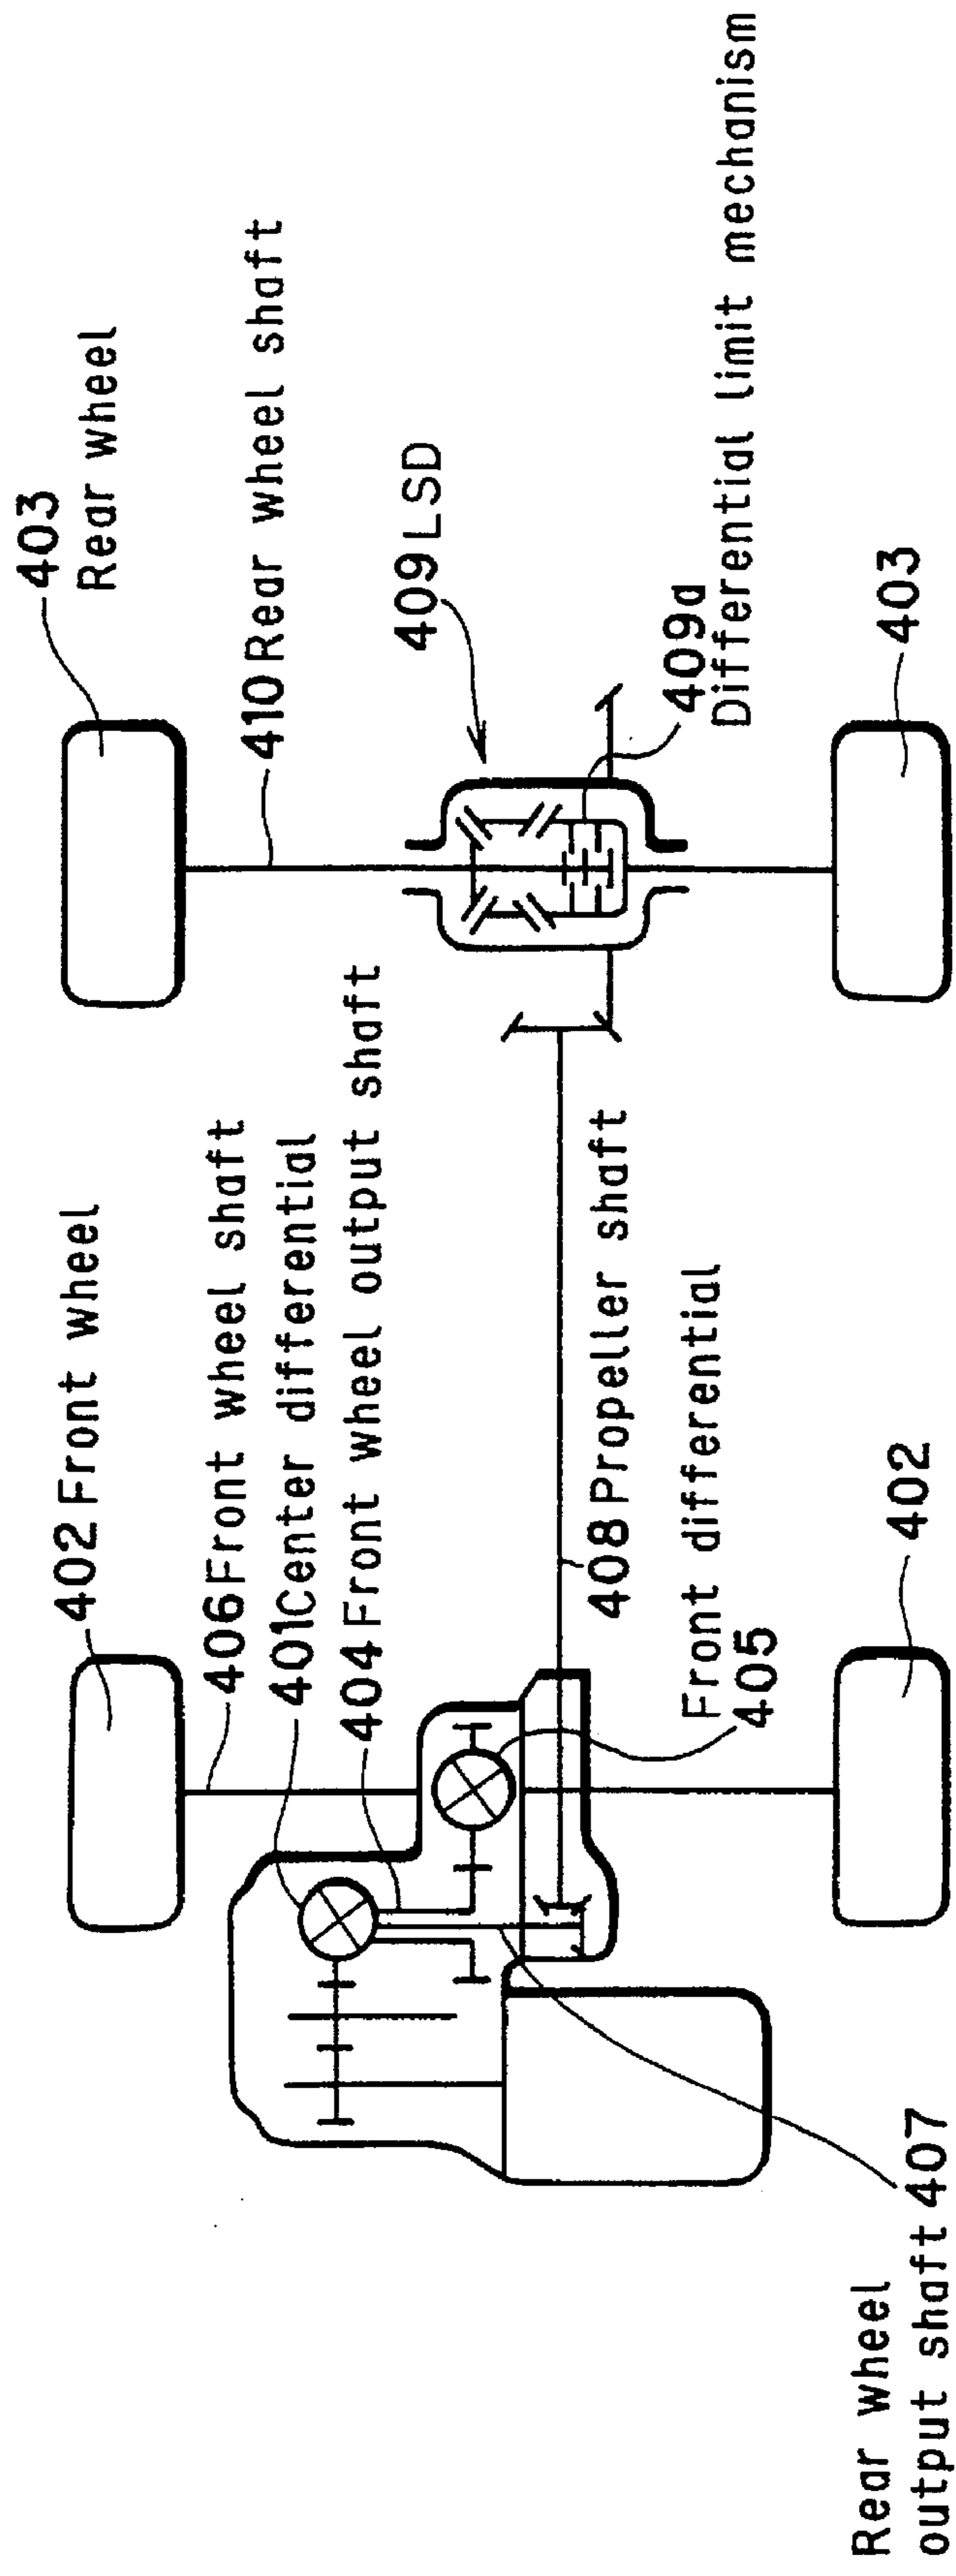 403
Rear wheel
410 Rear wheel shaft
409 LSD
409a
Differential limit mechanism
403
402 Front wheel
406 Front wheel shaft
401 Center differential
404 Front wheel output shaft
408 Propeller shaft
Front differential
405
402
Rear wheel
output shaft 407